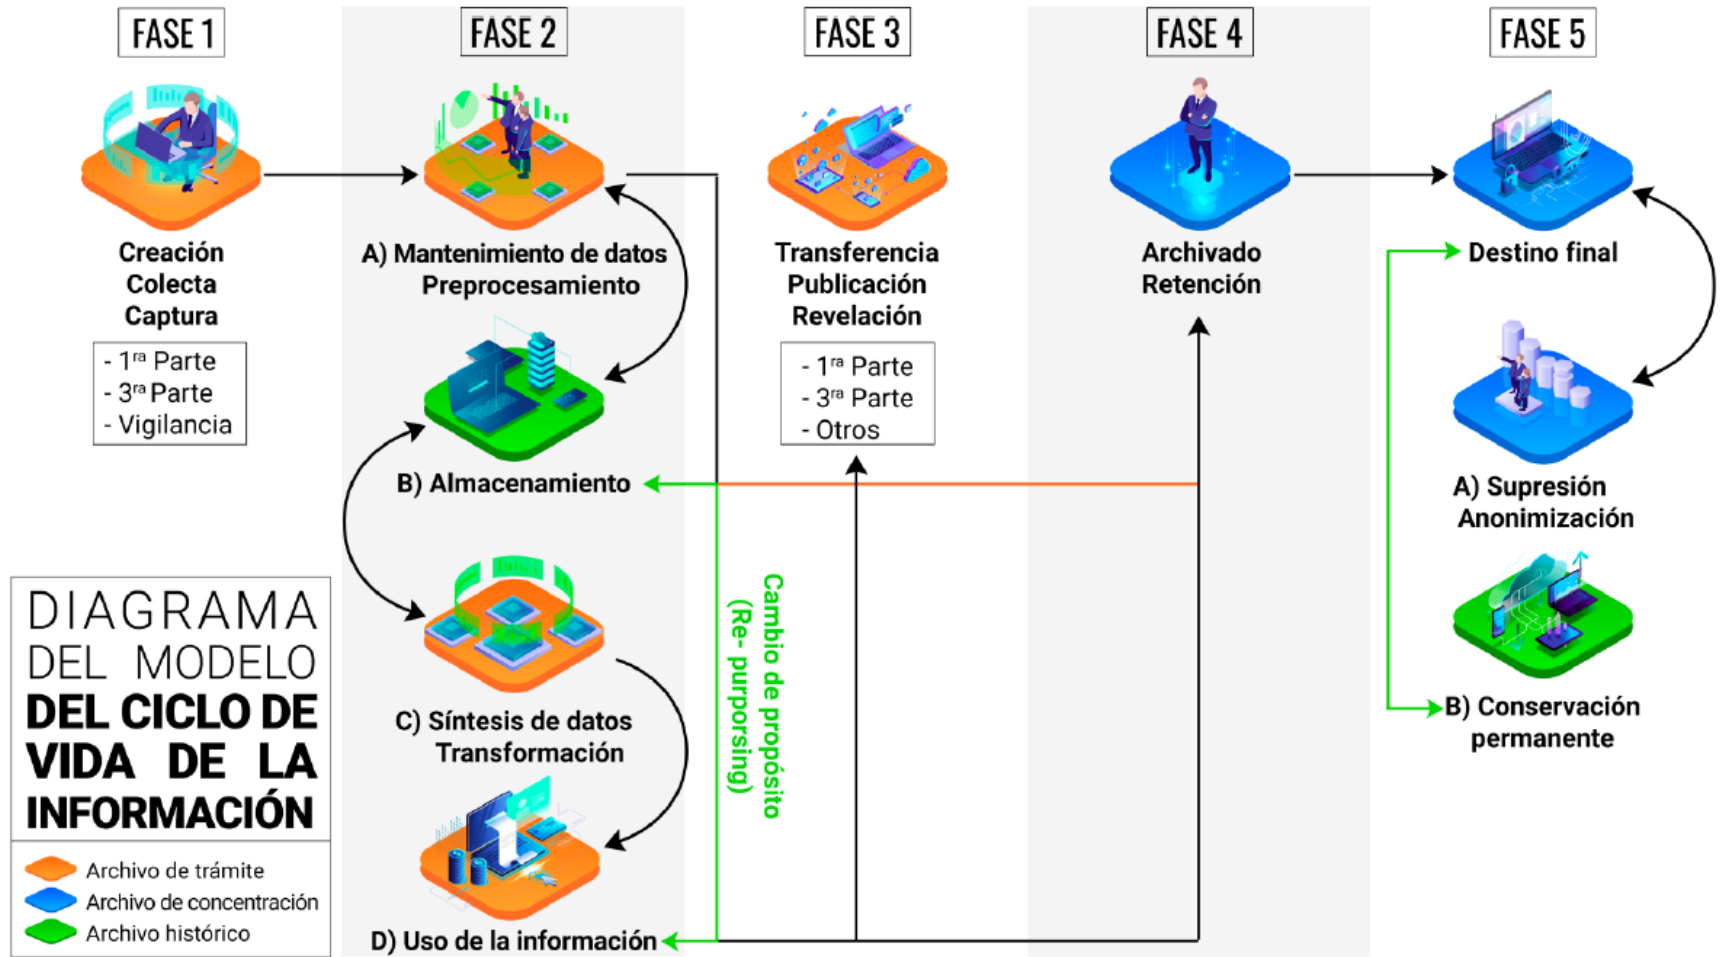 FASE 1
FASE 2
FASE 3
FASE 4
FASE 5
Creación
Colecta
Captura
- 1ra Parte
- 3ra Parte
- Vigilancia
A) Mantenimiento de datos
Preprocesamiento
B) Almacenamiento
C) Síntesis de datos
Transformación
D) Uso de la información
Transferencia
Publicación
Revelación
- 1ra Parte
- 3ra Parte
- Otros
Cambio de propósito
(Re- purporsing)
Archivado
Retención
Destino final
A) Supresión
Anonimización
B) Conservación
permanente
DIAGRAMA
DEL MODELO
DEL CICLO DE
VIDA DE LA
INFORMACIÓN
Archivo de trámite
Archivo de concentración
Archivo histórico